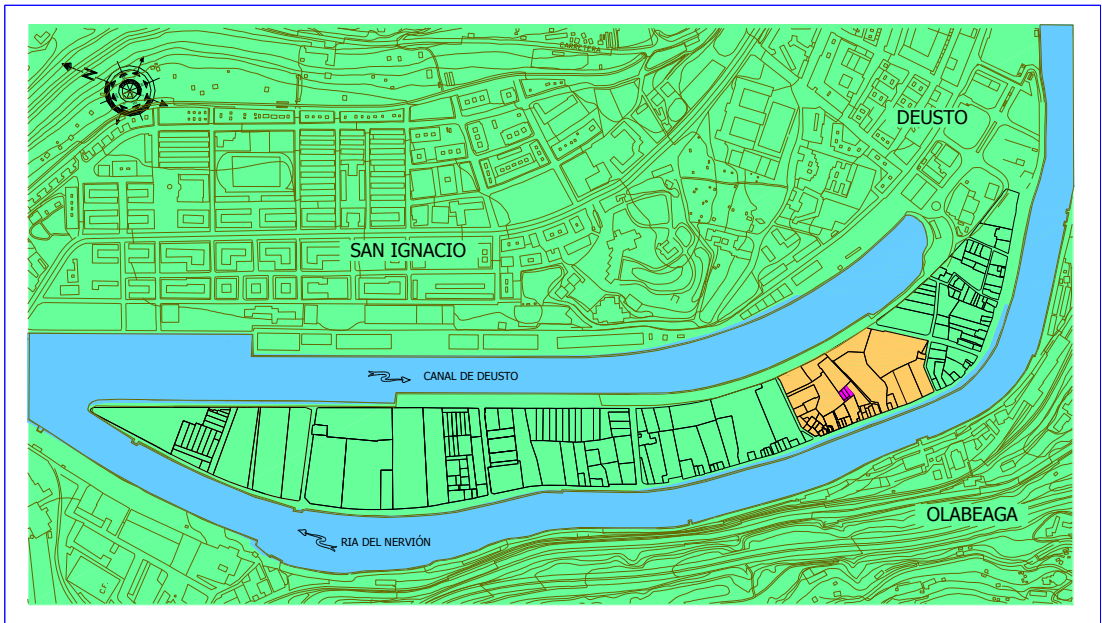 CARRETERA
N
DEUSTO
SAN IGNACIO
CANAL DE DEUSTO
OLABEAGA
RIA DEL NERVIÓN
C.F.